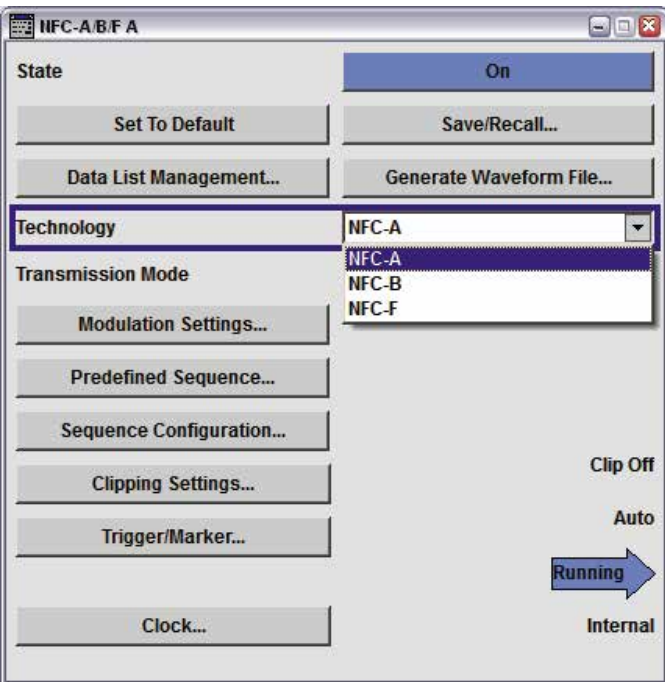 NFC-A/B/F A
State On
Set To Default Save/Recall...
Data List Management... Generate Waveform File...
Technology NFC-A
NFC-A
Transmission Mode
NFC-B
NFC-F
Modulation Settings...
Predefined Sequence...
Sequence Configuration...
Clip Off
Clipping Settings...
Auto
Trigger/Marker...
Running
Clock... Internal